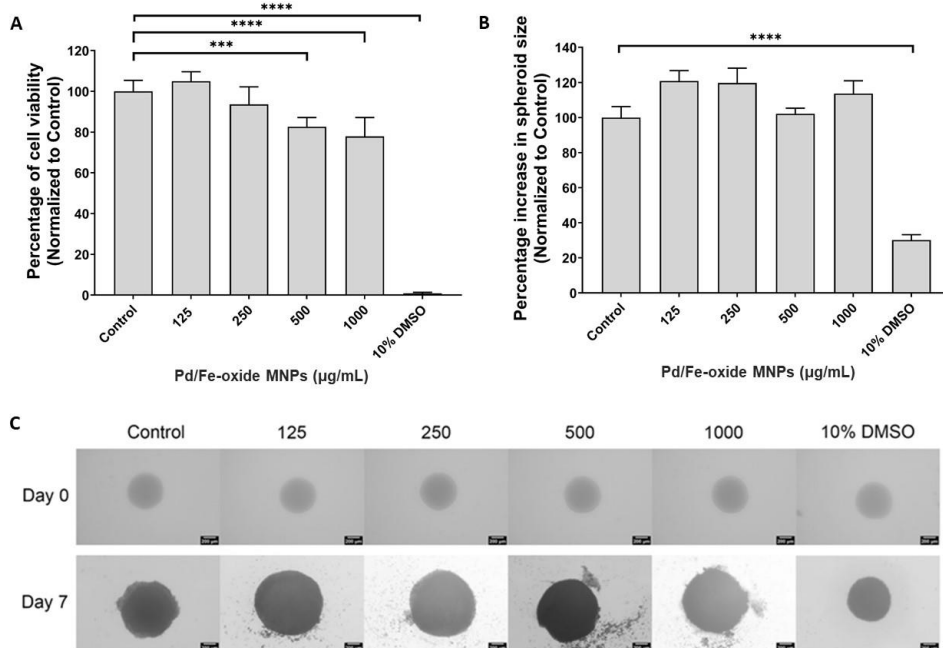 A
****
****
***
Percentage of cell viability
(Normalized to Control)
120
100
80
60
40
20
0
Control
125
250
500
1000
10% DMSO
Pd/Fe-oxide MNPs (µg/mL)
B
****
Percentage increase in spheroid size
(Normalized to Control)
140
120
100
80
60
40
20
0
Control
125
250
500
1000
10% DMSO
Pd/Fe-oxide MNPs (µg/mL)
C
Control 125 250 500 1000 10% DMSO
Day 0
Day 7